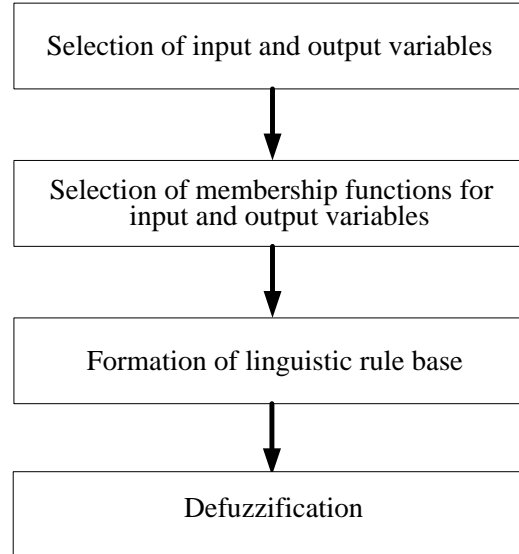 Selection of input and output variables
Selection of membership functions for
input and output variables
Formation of linguistic rule base
Defuzzification